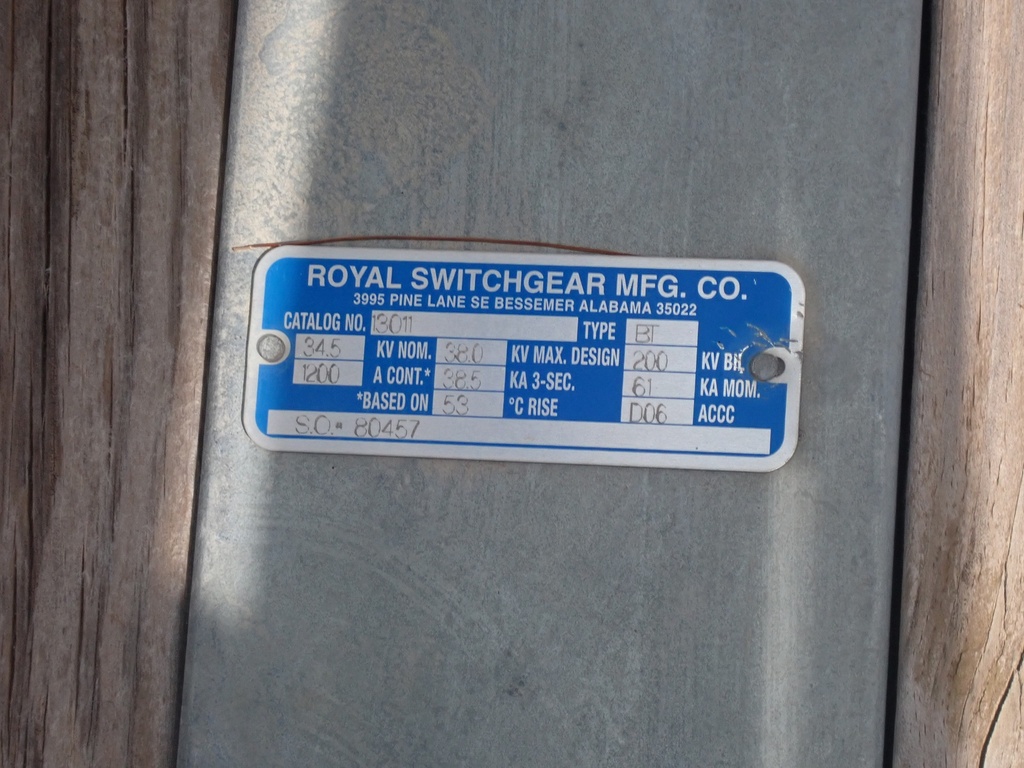 ROYAL SWITCHGEAR MFG. CO.
3995 PINE LANE SE BESSEMER ALABAMA 35022
CATALOG NO. 13011 TYPE BT
34.5 KV NOM. 38.0 KV MAX. DESIGN 200 KV BIL
1200 A CONT.* 38.5 KA 3-SEC. 61 KA MOM.
*BASED ON 53 °C RISE D06 ACCC
S.O.# 80457